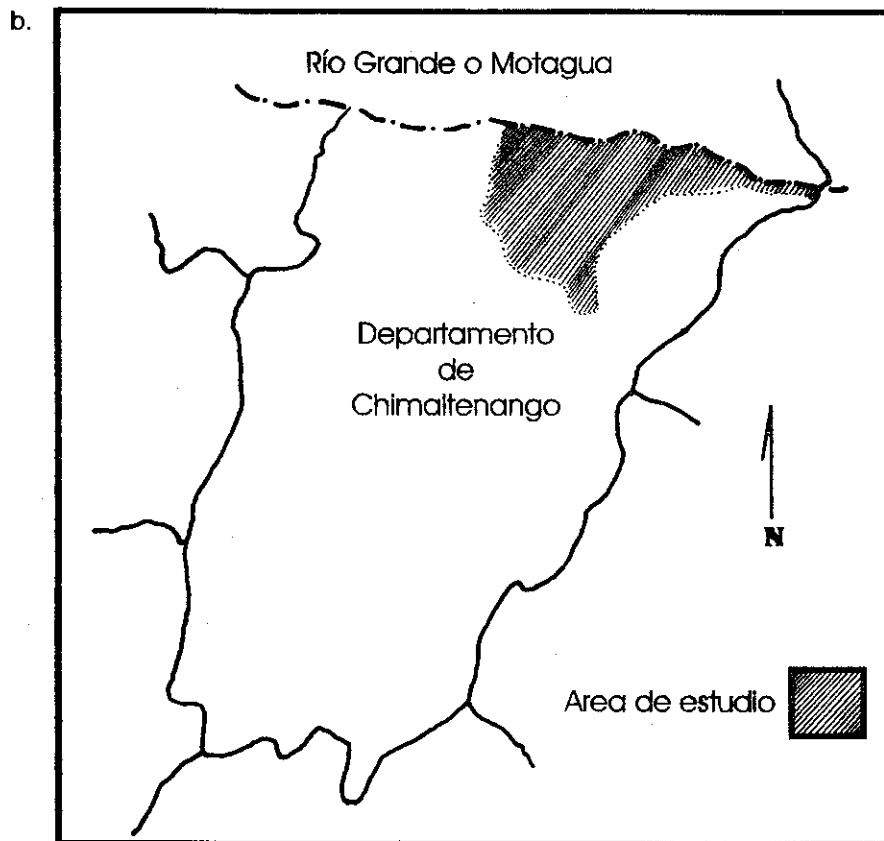 b.
Río Grande o Motagua
Departamento
de
Chimaltenango
N
Area de estudio